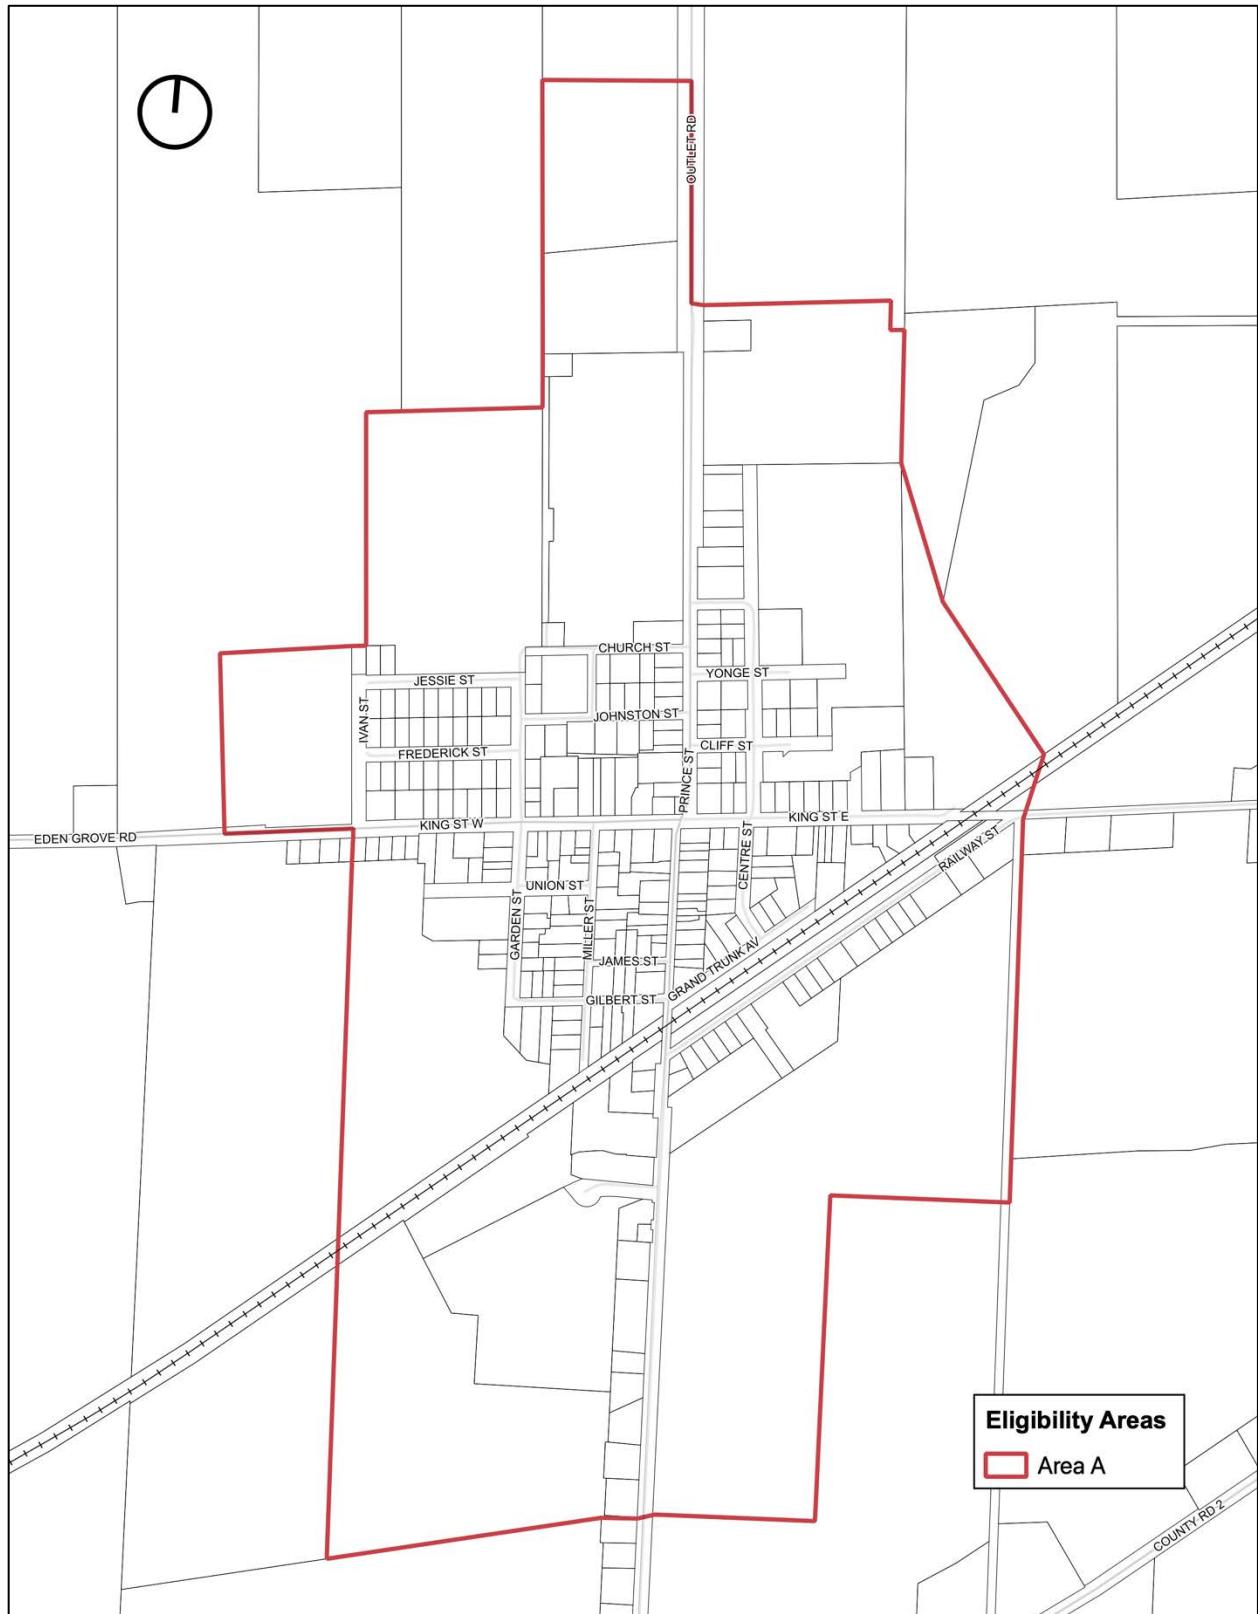 OUTLET RD
CHURCH ST
YONGE ST
JESSIE ST
IVAN ST
JOHNSTON ST
FREDERICK ST
CLIFF ST
PRINCE ST
KING ST W
KING ST E
EDEN GROVE RD
RAILWAY ST
CENTRE ST
UNION ST
GARDEN ST
MILLER ST
JAMES ST
GRAND TRUNK AV
GILBERT ST
Eligibility Areas
Area A
COUNTY RD 2